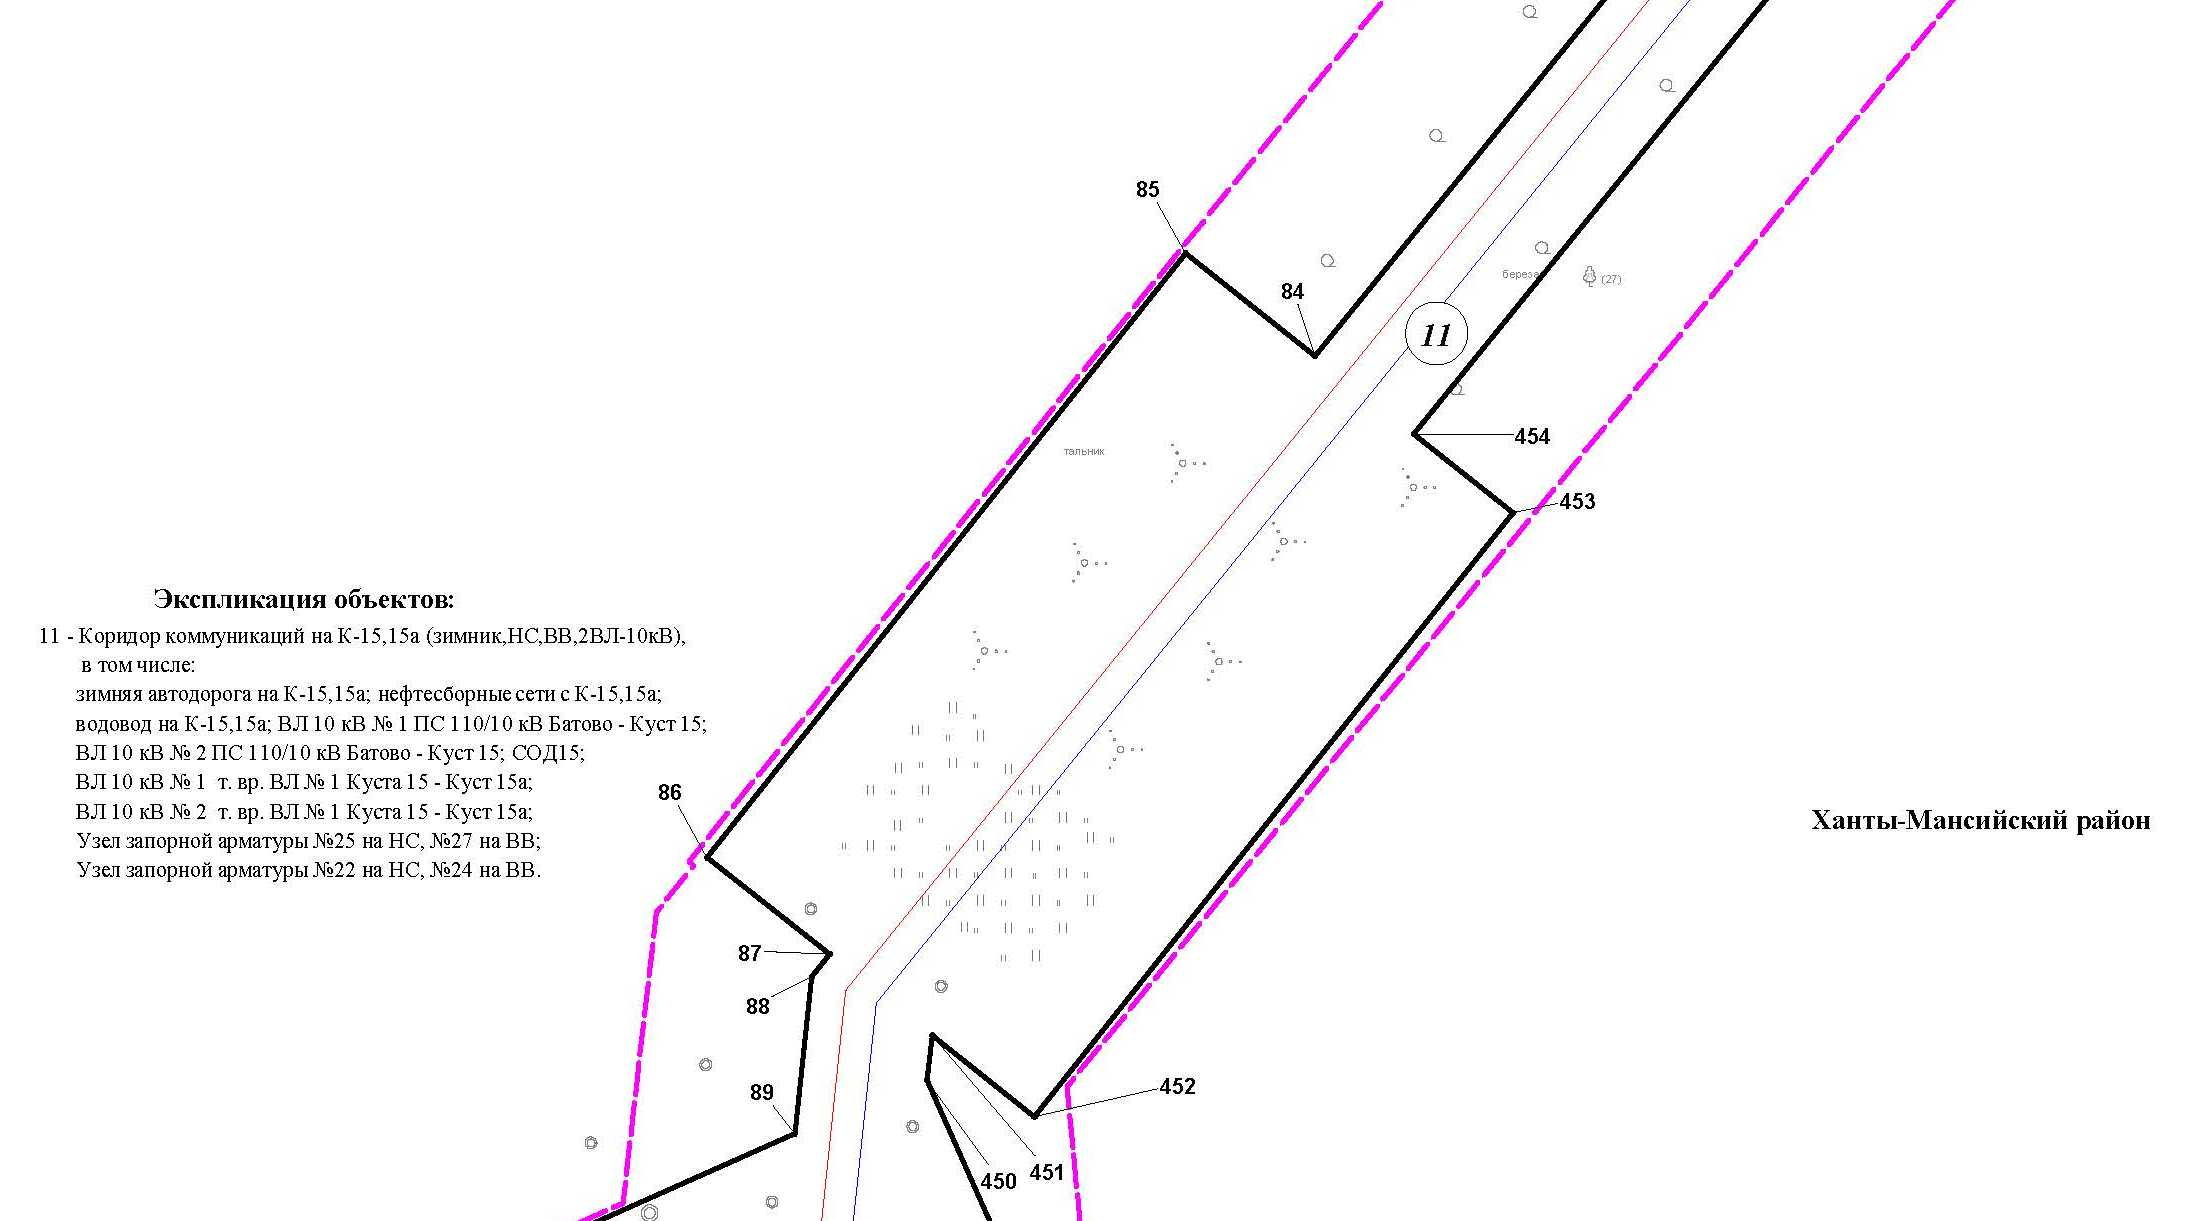 85
84
береза
(27)
11
454
тальник
453
Экспликация объектов:
11 - Коридор коммуникаций на К-15,15а (зимник,НС,ВВ,2ВЛ-10кВ),
в том числе:
зимняя автодорога на К-15,15а; нефтесборные сети с К-15,15а;
водовод на К-15,15а; ВЛ 10 кВ № 1 ПС 110/10 кВ Батово - Куст 15;
ВЛ 10 кВ № 2 ПС 110/10 кВ Батово - Куст 15; СОД15;
ВЛ 10 кВ № 1 т. вр. ВЛ № 1 Куста 15 - Куст 15а;
ВЛ 10 кВ № 2 т. вр. ВЛ № 1 Куста 15 - Куст 15а;
Узел запорной арматуры №25 на НС, №27 на ВВ;
Узел запорной арматуры №22 на НС, №24 на ВВ.
86
Ханты-Мансийский район
87
88
89
452
451
450